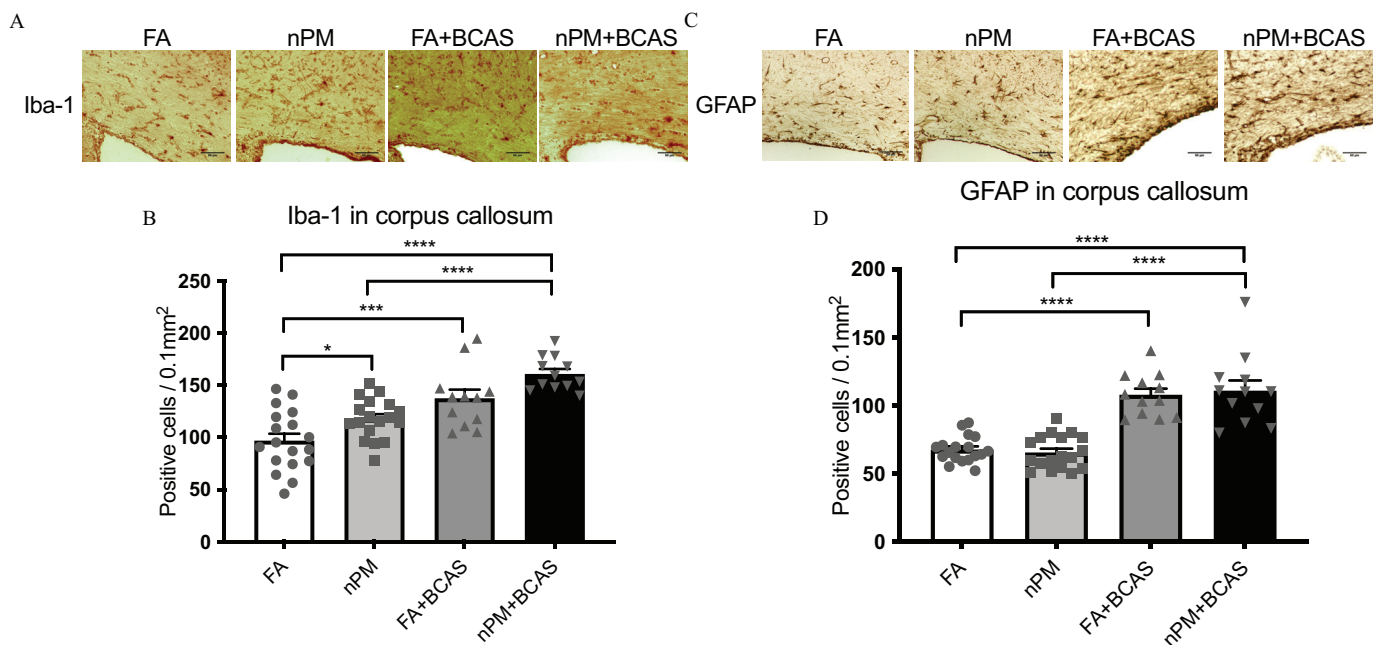 A
C
FA nPM FA+BCAS nPM+BCAS
FA nPM FA+BCAS nPM+BCAS
Iba-1
GFAP
B
Iba-1 in corpus callosum
****
****
***
*
Positive cells / 0.1mm²
250
200
150
100
50
0
FA
nPM
FA+BCAS
nPM+BCAS
D
GFAP in corpus callosum
****
****
****
Positive cells / 0.1mm²
200
150
100
50
0
FA
nPM
FA+BCAS
nPM+BCAS